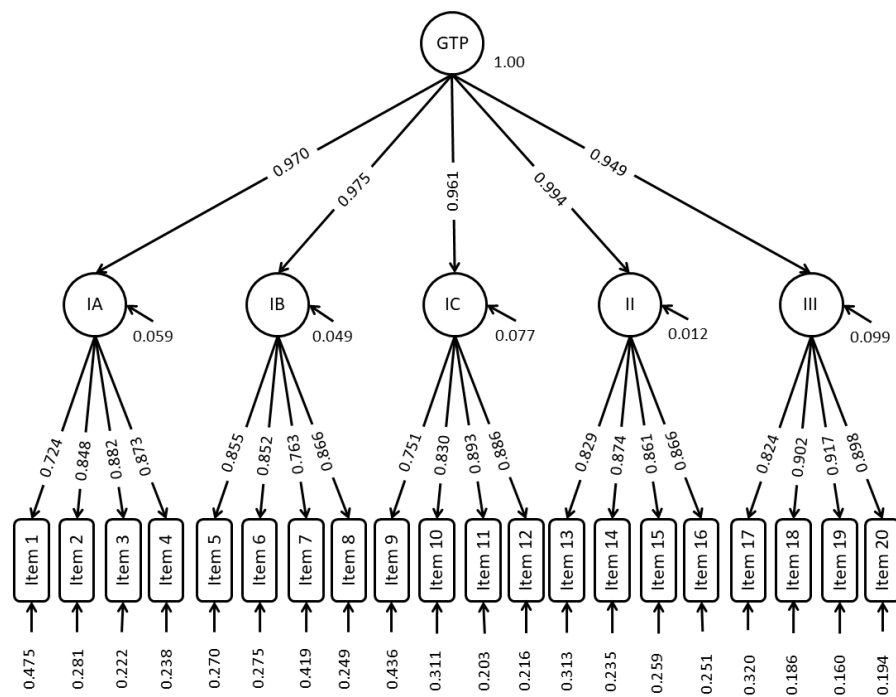 GTP
1.00
0.970
0.975
0.961
0.994
0.949
IA
IB
IC
II
III
0.059
0.049
0.077
0.012
0.099
0.724
0.848
0.882
0.873
0.855
0.852
0.763
0.866
0.751
0.830
0.893
0.886
0.829
0.874
0.861
0.866
0.824
0.902
0.917
0.898
Item 1
Item 2
Item 3
Item 4
Item 5
Item 6
Item 7
Item 8
Item 9
Item 10
Item 11
Item 12
Item 13
Item 14
Item 15
Item 16
Item 17
Item 18
Item 19
Item 20
0.475
0.281
0.222
0.238
0.270
0.275
0.419
0.249
0.436
0.311
0.203
0.216
0.313
0.235
0.259
0.251
0.320
0.186
0.160
0.194